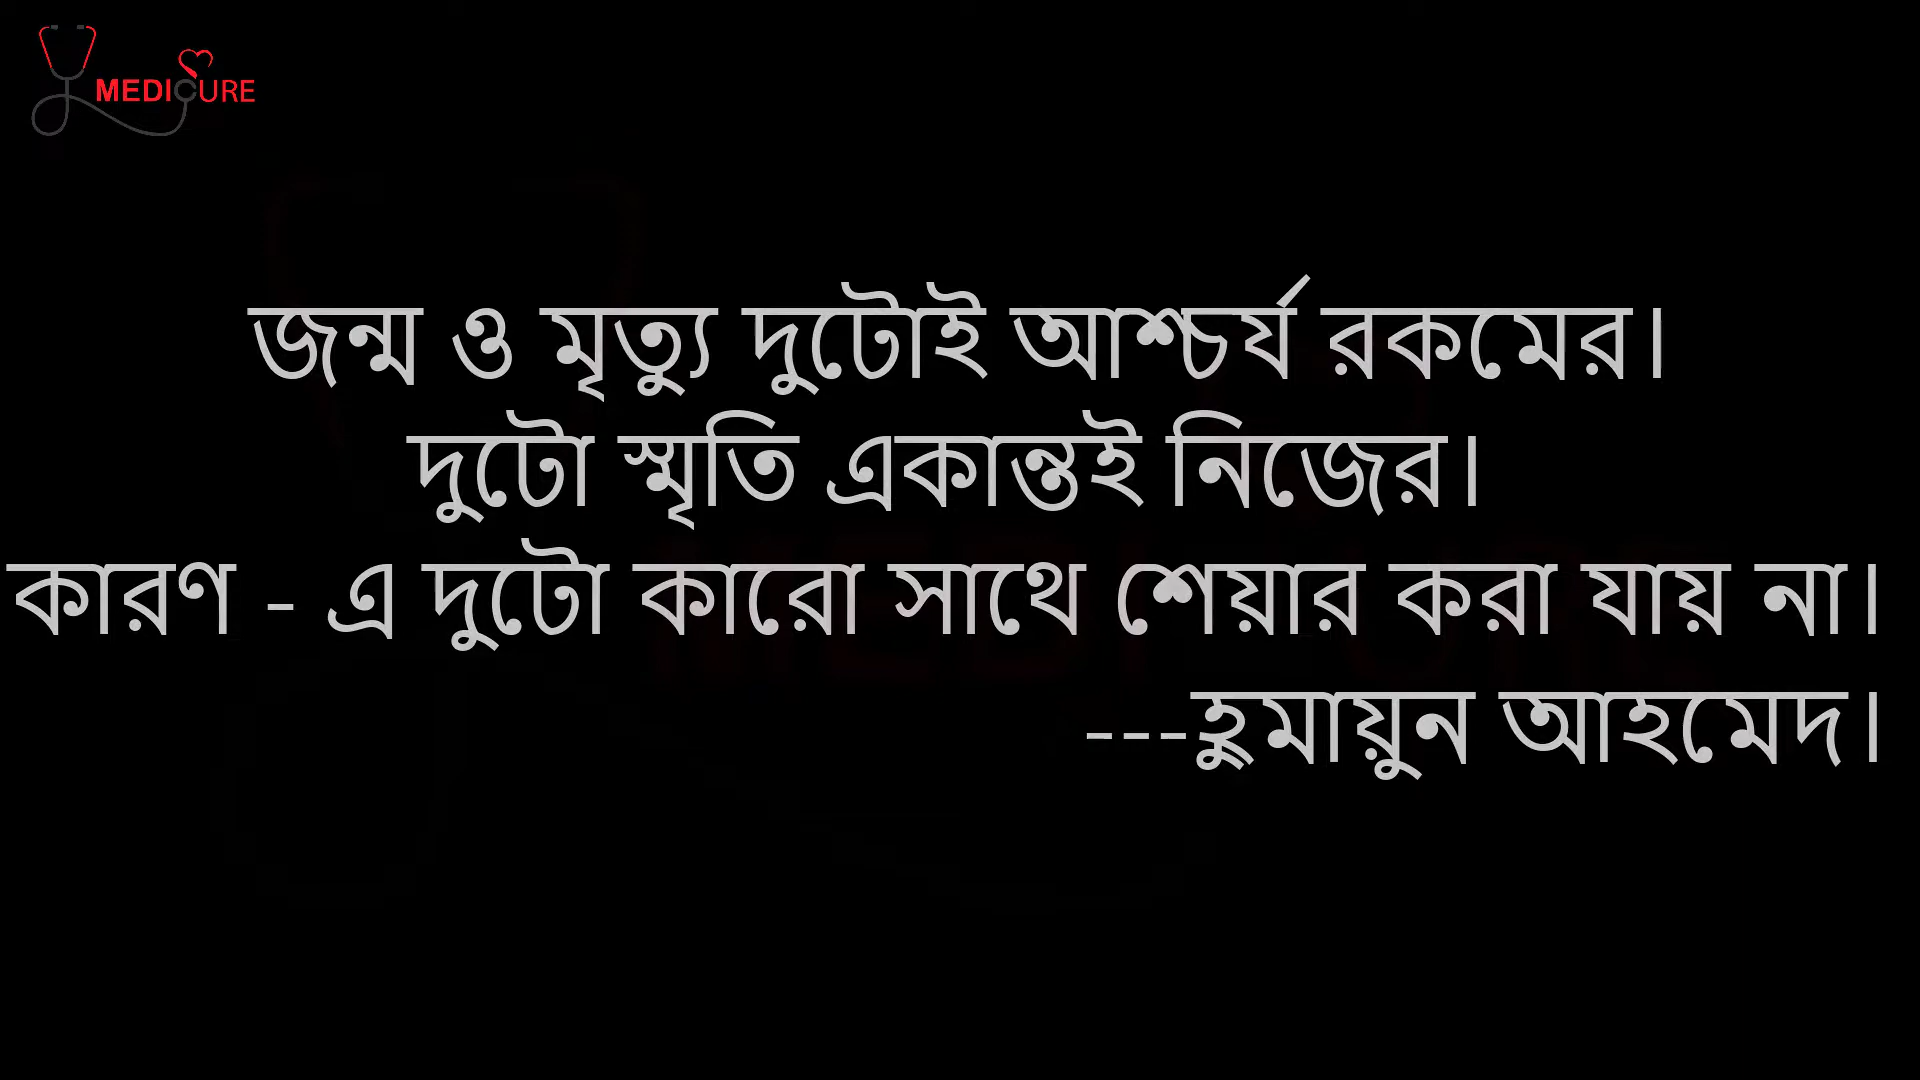 MEDICURE
জন্ম ও মৃত্যু দুটোই আশ্চর্য রকমের।
দুটো স্মৃতি একান্তই নিজের।
কারণ - এ দুটো কারো সাথে শেয়ার করা যায় না।
---হুমায়ুন আহমেদ।